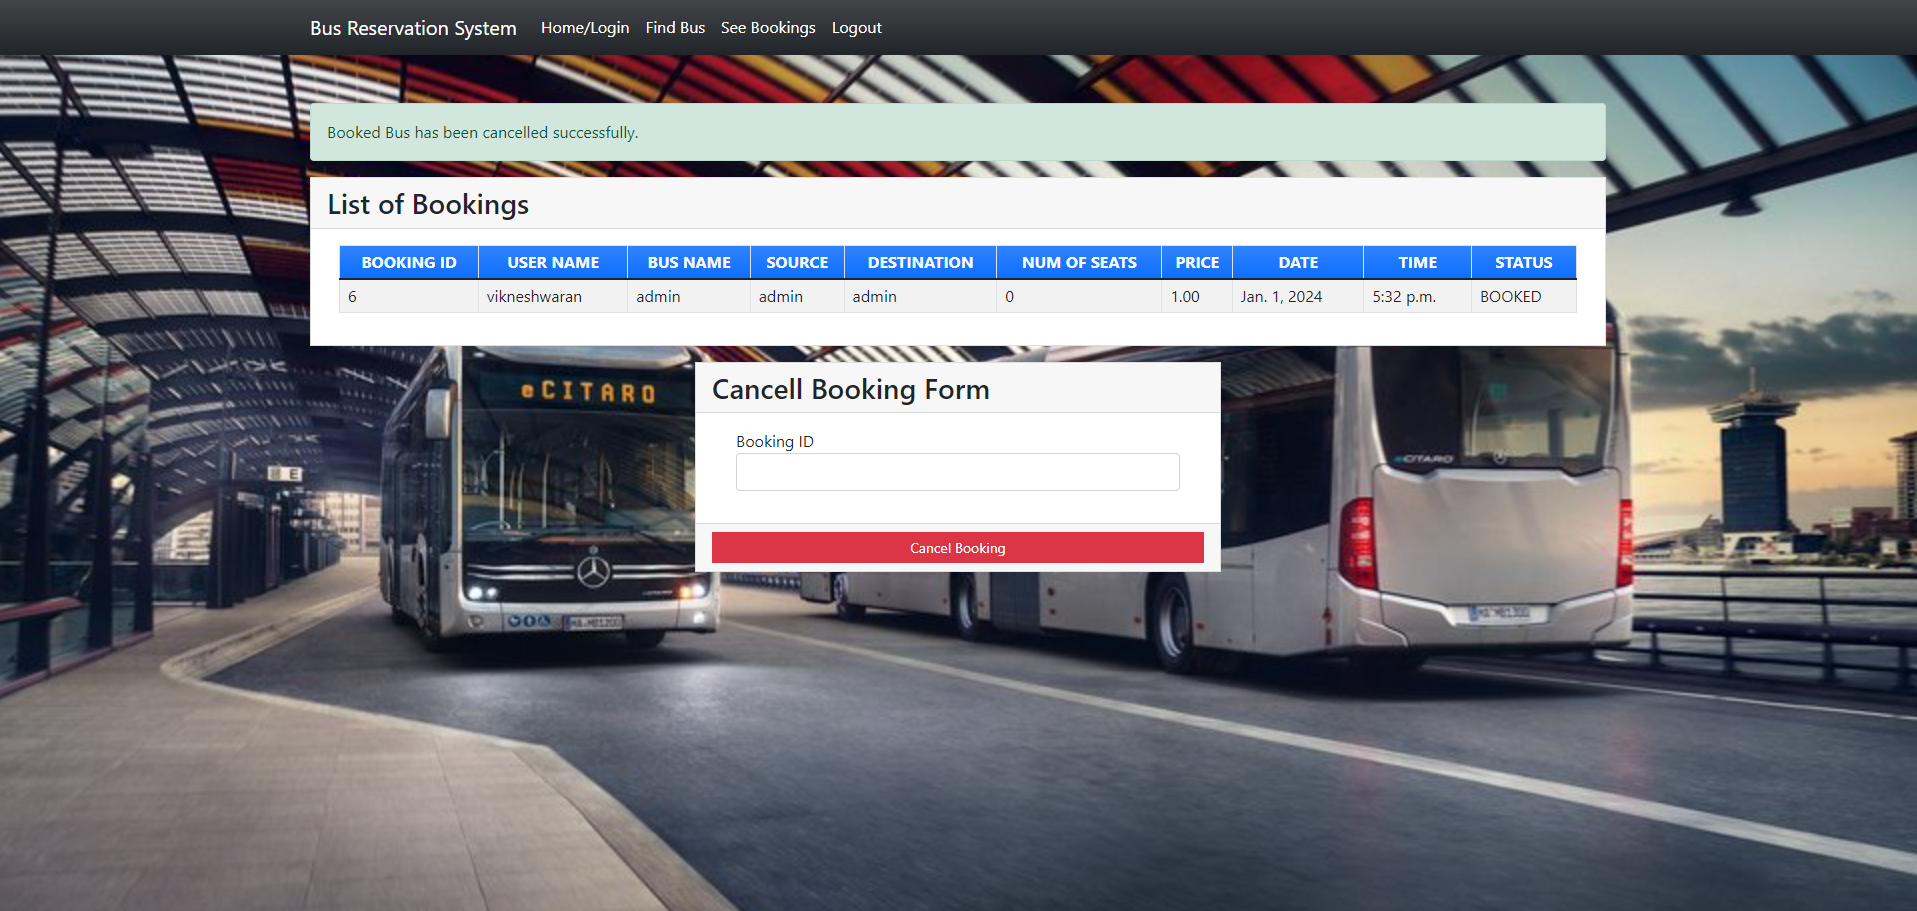 Bus Reservation System Home/Login Find Bus See Bookings Logout
Booked Bus has been cancelled successfully.
List of Bookings
BOOKING ID USER NAME BUS NAME SOURCE DESTINATION NUM OF SEATS PRICE DATE TIME STATUS
6 vikneshwaran admin admin admin 0 1.00 Jan. 1, 2024 5:32 p.m. BOOKED
eCITARO
Cancell Booking Form
Booking ID
eCITARO
E
Cancel Booking